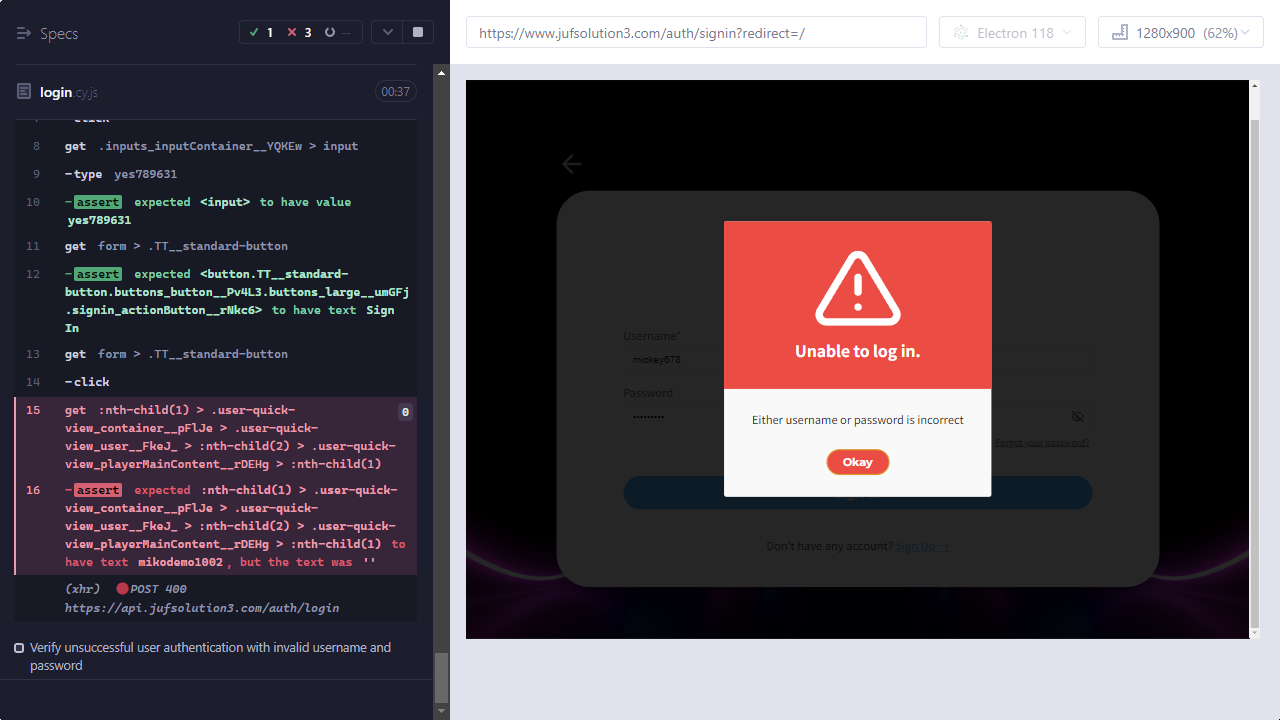 Specs
1
3
--
login.cy.js
00:37
7 -click
8 get .inputs_inputContainer__YQKEw > input
9 -type yes789631
10 -assert expected <input> to have value
yes789631
11 get form > .TT__standard-button
12 -assert expected <button.TT__standard-
button.buttons_button__Pv4L3.buttons_large__umGFj
.signin_actionButton__rNkc6> to have text Sign
In
13 get form > .TT__standard-button
14 -click
15 get :nth-child(1) > .user-quick-
view_container__pFlJe > .user-quick-
view_user__FkeJ_ > :nth-child(2) > .user-quick-
view_playerMainContent__rDEHg > :nth-child(1)
0
16 -assert expected :nth-child(1) > .user-quick-
view_container__pFlJe > .user-quick-
view_user__FkeJ_ > :nth-child(2) > .user-quick-
view_playerMainContent__rDEHg > :nth-child(1) to
have text mikodemo1002, but the text was ''
(xhr) POST 400
https://api.jufsolution3.com/auth/login
Verify unsuccessful user authentication with invalid username and
password
https://www.jufsolution3.com/auth/signin?redirect=/
Electron 118
1280x900 (62%)
Username*
mickey678
Password
Forgot your password?
Don't have any account? Sign Up →
Unable to log in.
Either username or password is incorrect
Okay